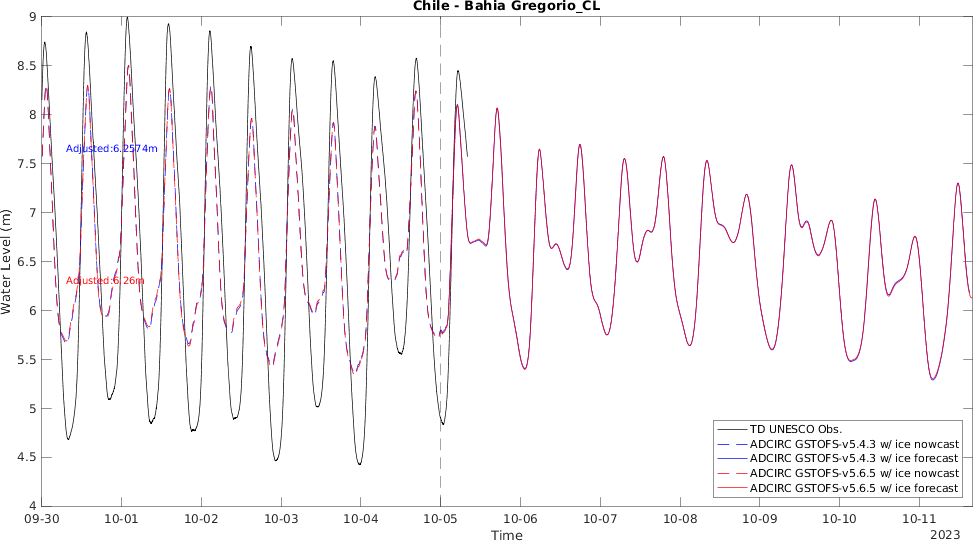 Chile - Bahia Gregorio_CL
9
8.5
8
7.5
7
6.5
6
5.5
5
4.5
4
Water Level (m)
Adjusted:6.2574m
Adjusted:6.26m
TD UNESCO Obs.
ADCIRC GSTOFS-v5.4.3 w/ ice nowcast
ADCIRC GSTOFS-v5.4.3 w/ ice forecast
ADCIRC GSTOFS-v5.6.5 w/ ice nowcast
ADCIRC GSTOFS-v5.6.5 w/ ice forecast
09-30 10-01 10-02 10-03 10-04 10-05 10-06 10-07 10-08 10-09 10-10 10-11
Time
2023